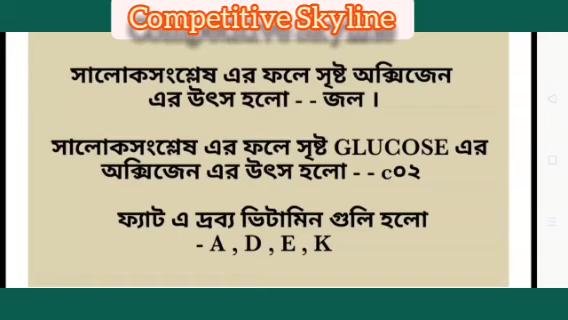 Competitive Skyline
সালোকসংশ্লেষ এর ফলে সৃষ্ট অক্সিজেন
এর উৎস হলো - - জল ।
সালোকসংশ্লেষ এর ফলে সৃষ্ট GLUCOSE এর
অক্সিজেন এর উৎস হলো - - c০২
ফ্যাট এ দ্রব্য ভিটামিন গুলি হলো
- A , D , E , K